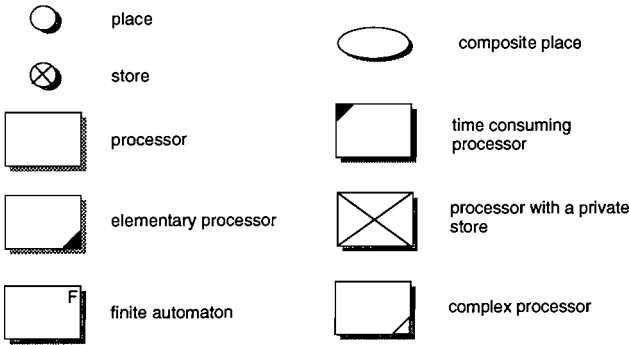 place
store
processor
elementary processor
F
finite automaton
composite place
time consuming
processor
processor with a private
store
complex processor